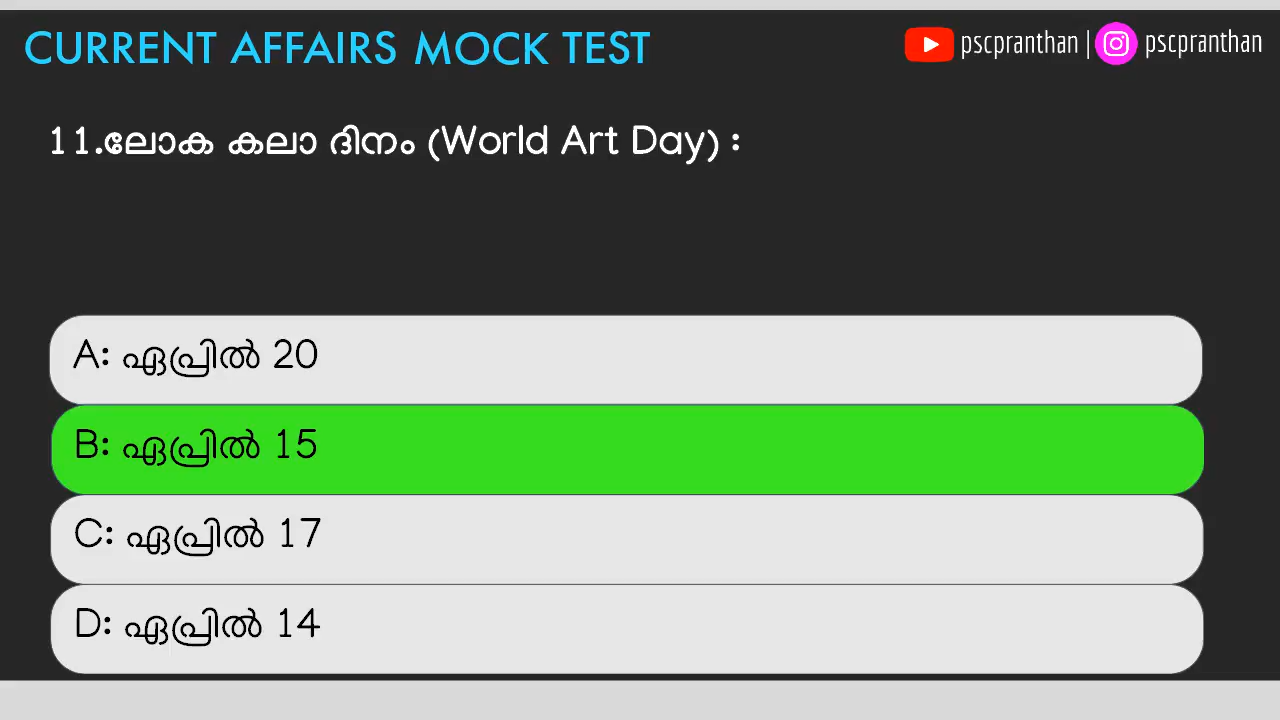 CURRENT AFFAIRS MOCK TEST
pscpranthan | pscpranthan
11.ലോക കലാ ദിനം (World Art Day) :
A: ഏപ്രിൽ 20
B: ഏപ്രിൽ 15
C: ഏപ്രിൽ 17
D: ഏപ്രിൽ 14